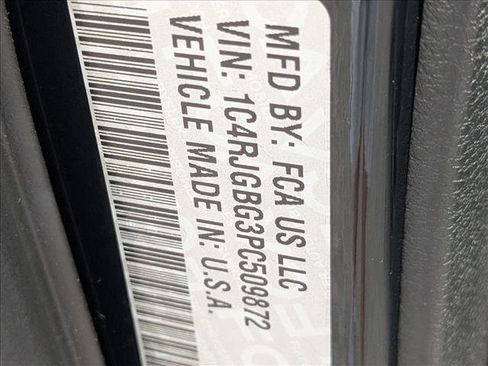 MFD BY: FCA US LLC
VIN: 1C4RJGBG3PC509872
VEHICLE MADE IN: U.S.A.